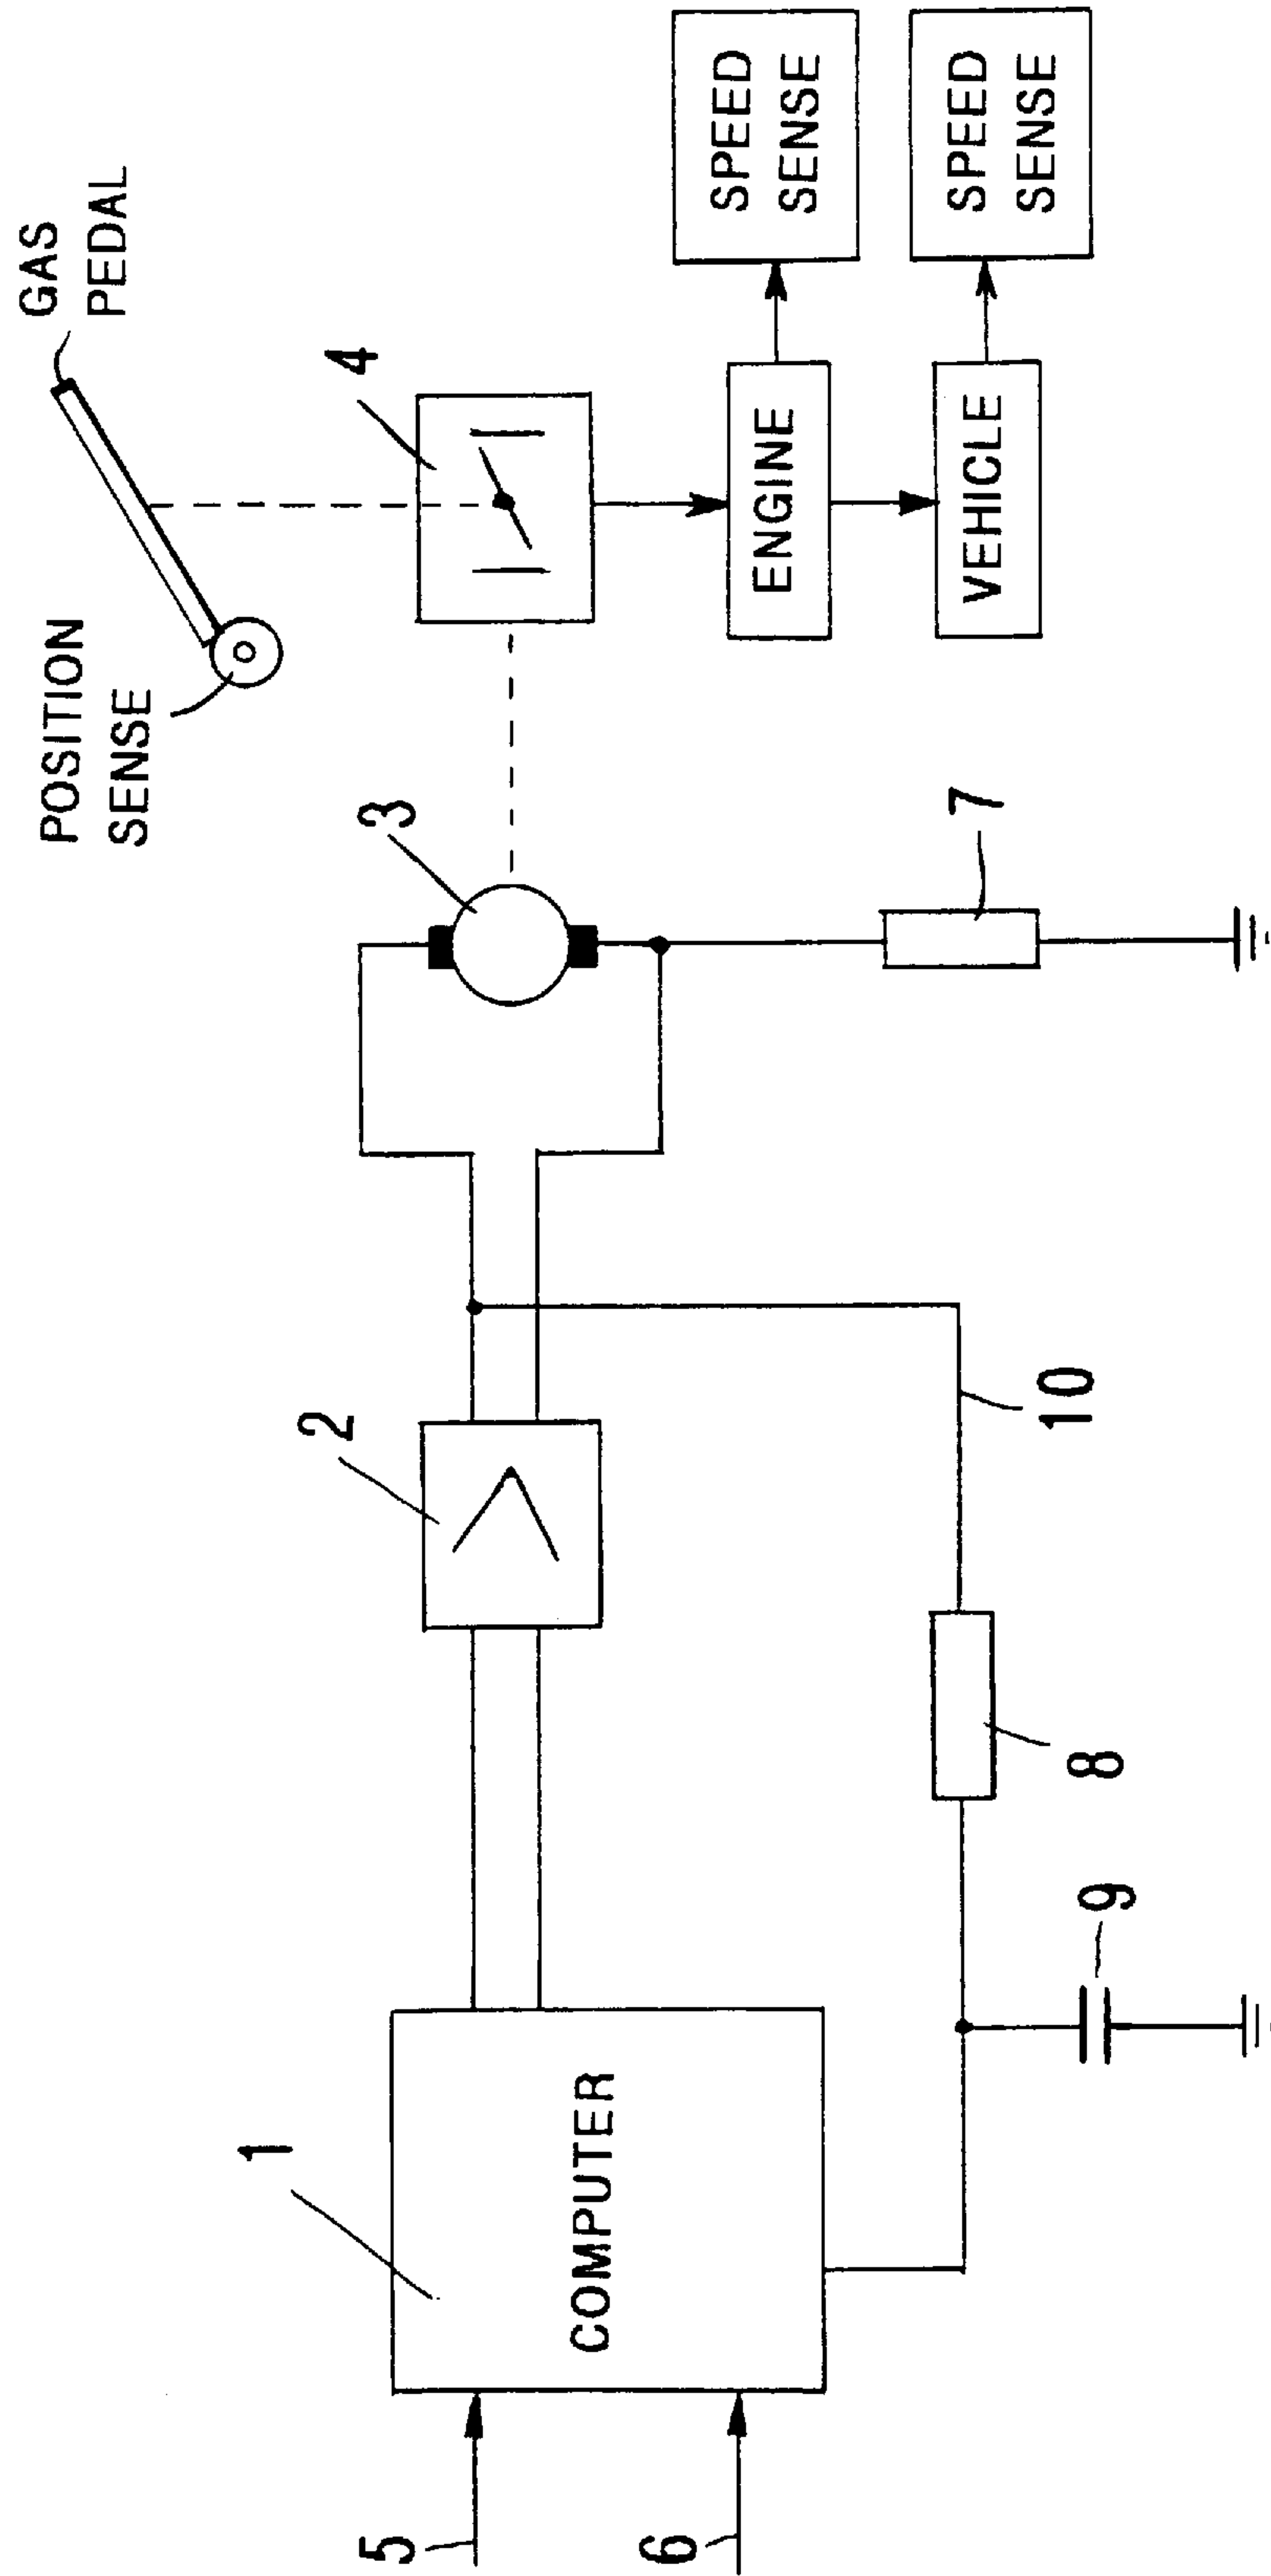 GAS
PEDAL
POSITION
SENSE
4
SPEED
SENSE
SPEED
SENSE
ENGINE
VEHICLE
3
7
2
10
8
9
1
COMPUTER
5
6